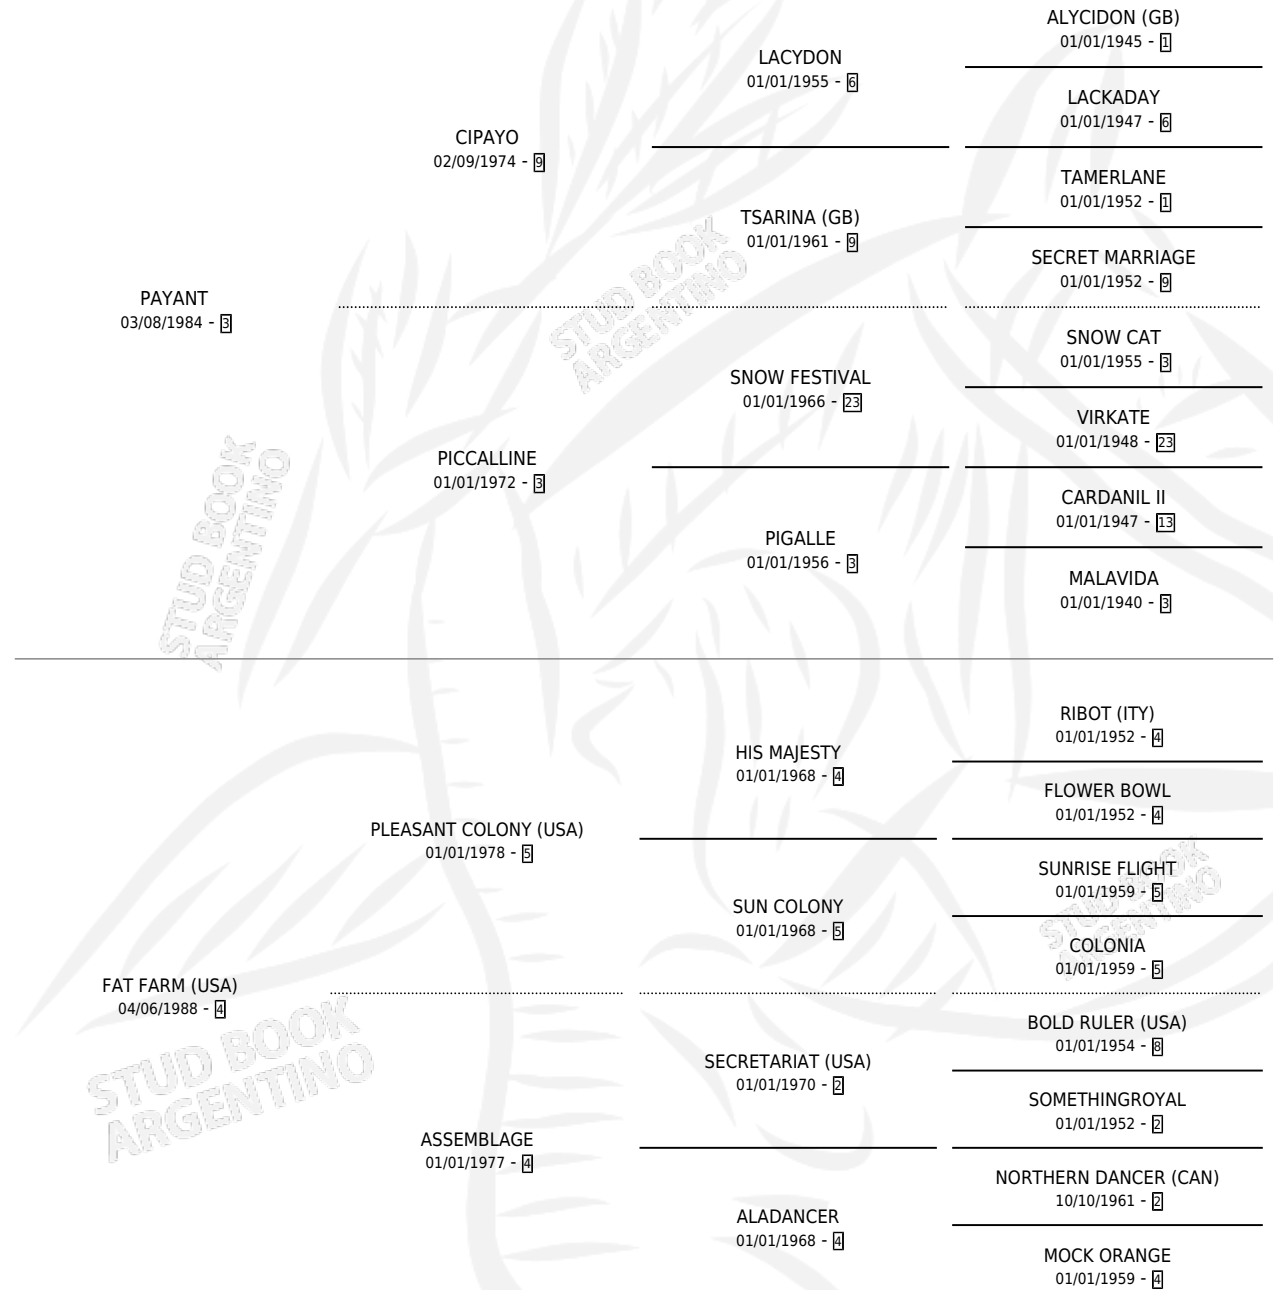 ALYCIDON (GB)
01/01/1945 - 1
LACYDON
01/01/1955 - 6
LACKADAY
01/01/1947 - 6
CIPAYO
02/09/1974 - 9
TAMERLANE
01/01/1952 - 1
TSARINA (GB)
01/01/1961 - 9
SECRET MARRIAGE
01/01/1952 - 9
PAYANT
03/08/1984 - 3
SNOW CAT
01/01/1955 - 3
SNOW FESTIVAL
01/01/1966 - 23
VIRKATE
01/01/1948 - 23
PICCALLINE
01/01/1972 - 3
CARDANIL II
01/01/1947 - 13
PIGALLE
01/01/1956 - 3
MALAVIDA
01/01/1940 - 3
RIBOT (ITY)
01/01/1952 - 4
HIS MAJESTY
01/01/1968 - 4
FLOWER BOWL
01/01/1952 - 4
PLEASANT COLONY (USA)
01/01/1978 - 5
SUNRISE FLIGHT
01/01/1959 - 5
SUN COLONY
01/01/1968 - 5
COLONIA
01/01/1959 - 5
FAT FARM (USA)
04/06/1988 - 4
BOLD RULER (USA)
01/01/1954 - 8
SECRETARIAT (USA)
01/01/1970 - 2
SOMETHINGROYAL
01/01/1952 - 2
ASSEMBLAGE
01/01/1977 - 4
NORTHERN DANCER (CAN)
10/10/1961 - 2
ALADANCER
01/01/1968 - 4
MOCK ORANGE
01/01/1959 - 4
STUD BOOK
ARGENTINO
STUD BOOK
ARGENTINO
STUD BOOK
ARGENTINO
STUD BOOK
ARGENTINO